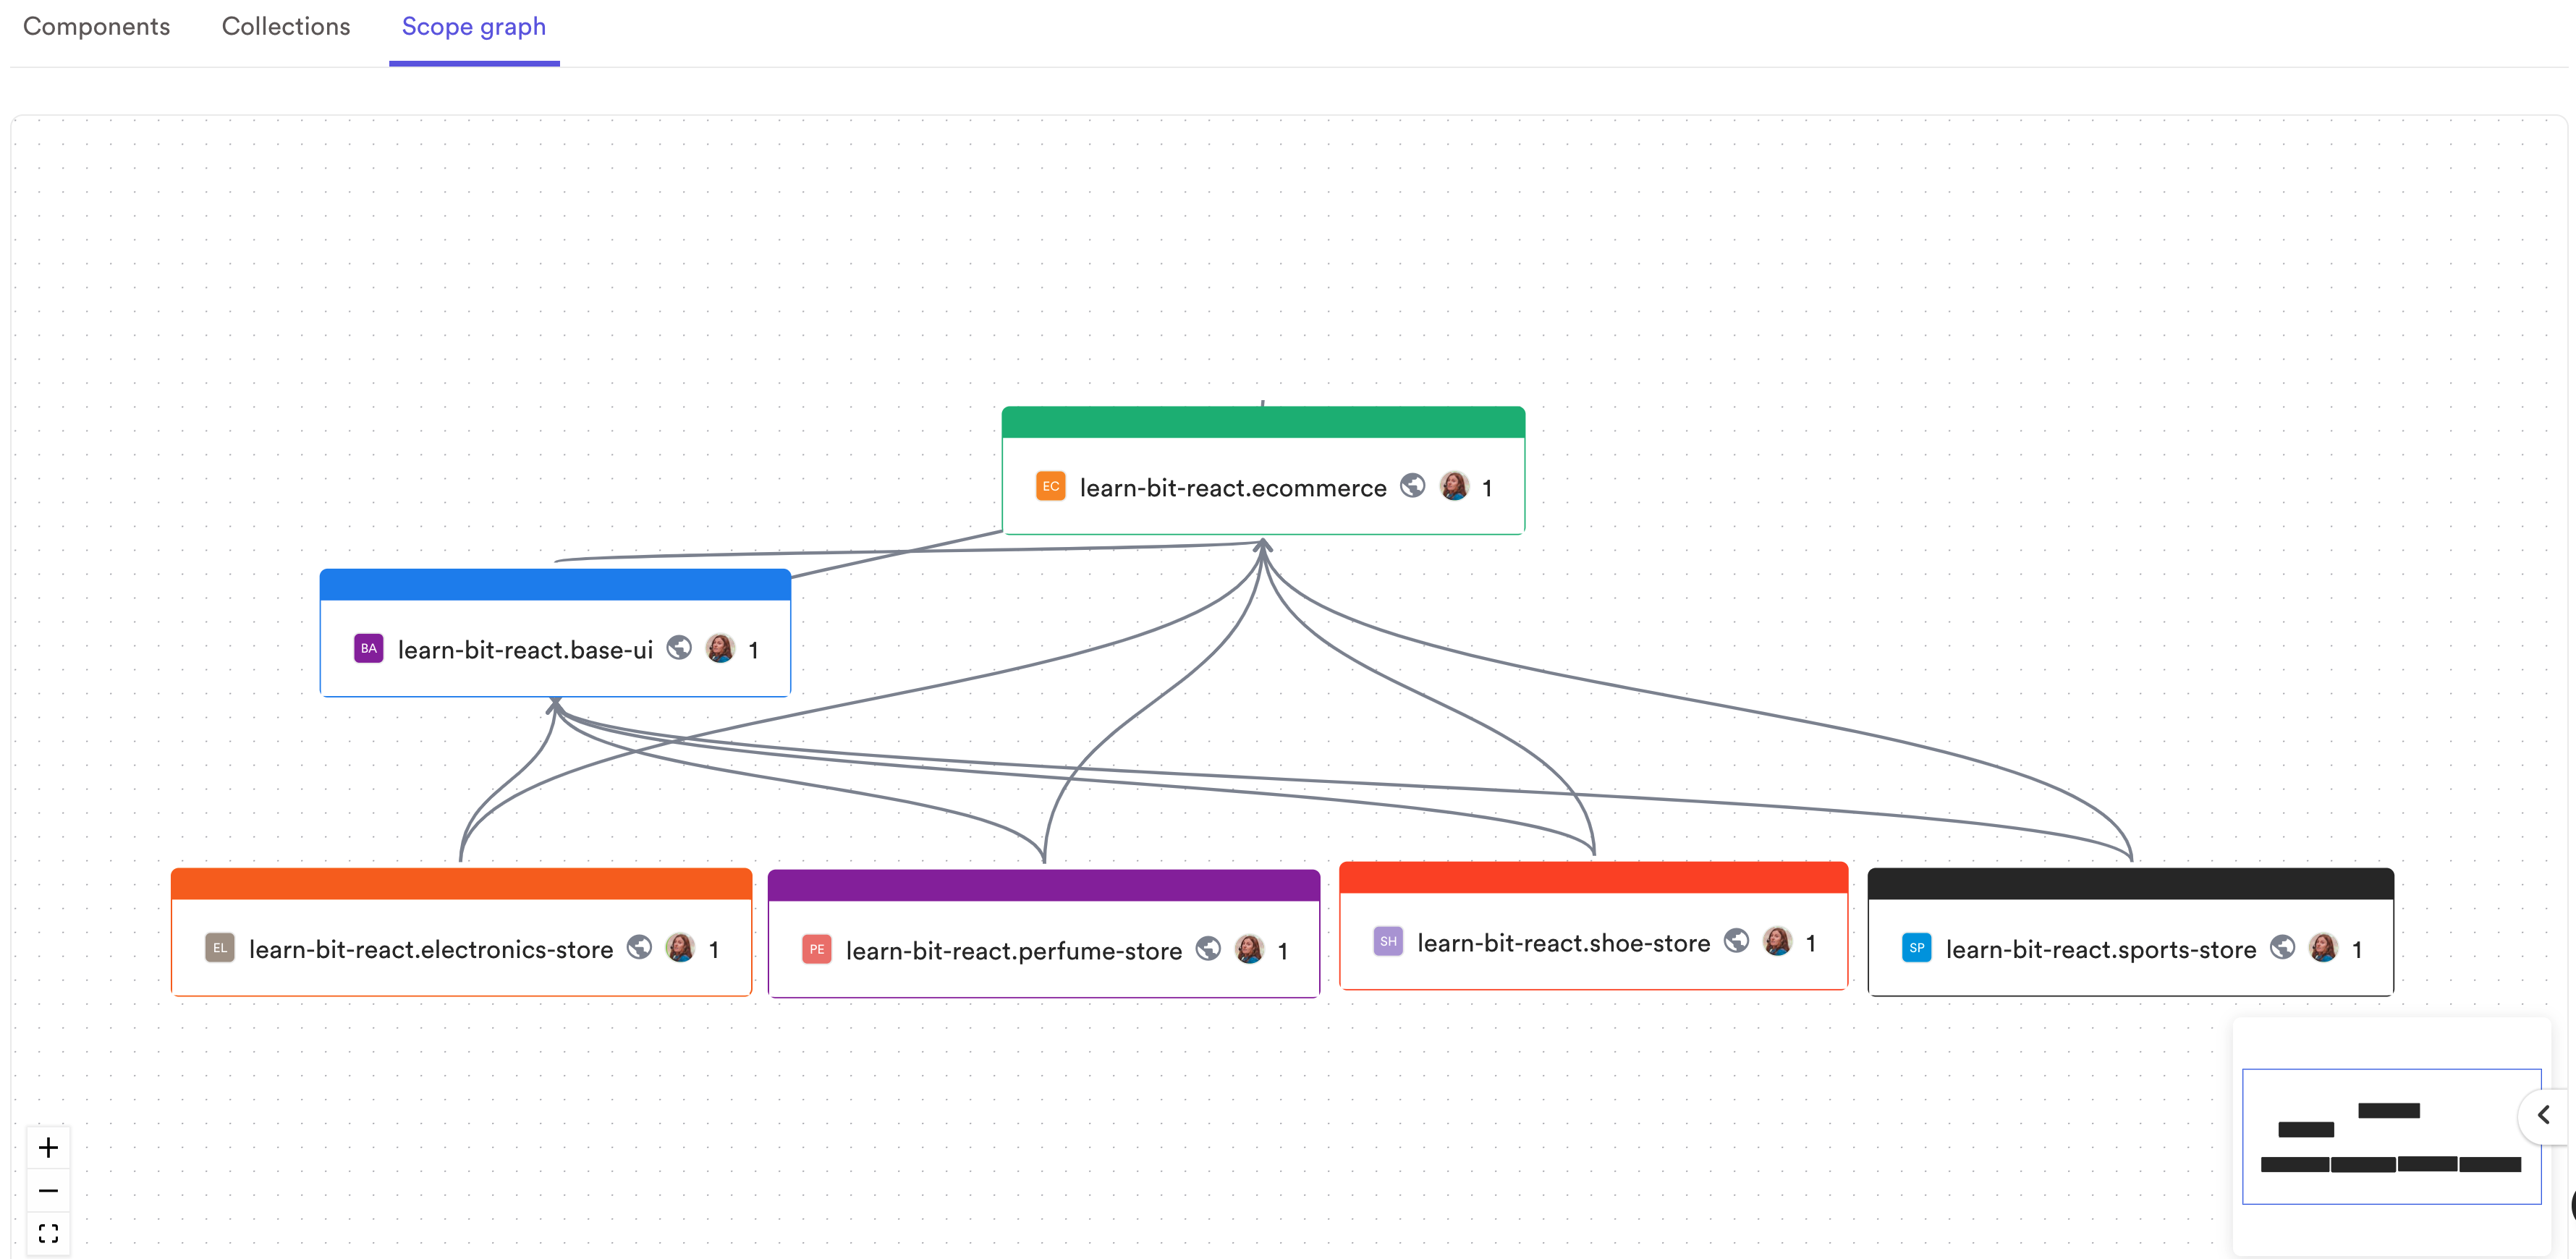 Components Collections Scope graph
EC learn-bit-react.ecommerce 1
BA learn-bit-react.base-ui 1
EL learn-bit-react.electronics-store 1
PE learn-bit-react.perfume-store 1
SH learn-bit-react.shoe-store 1
SP learn-bit-react.sports-store 1